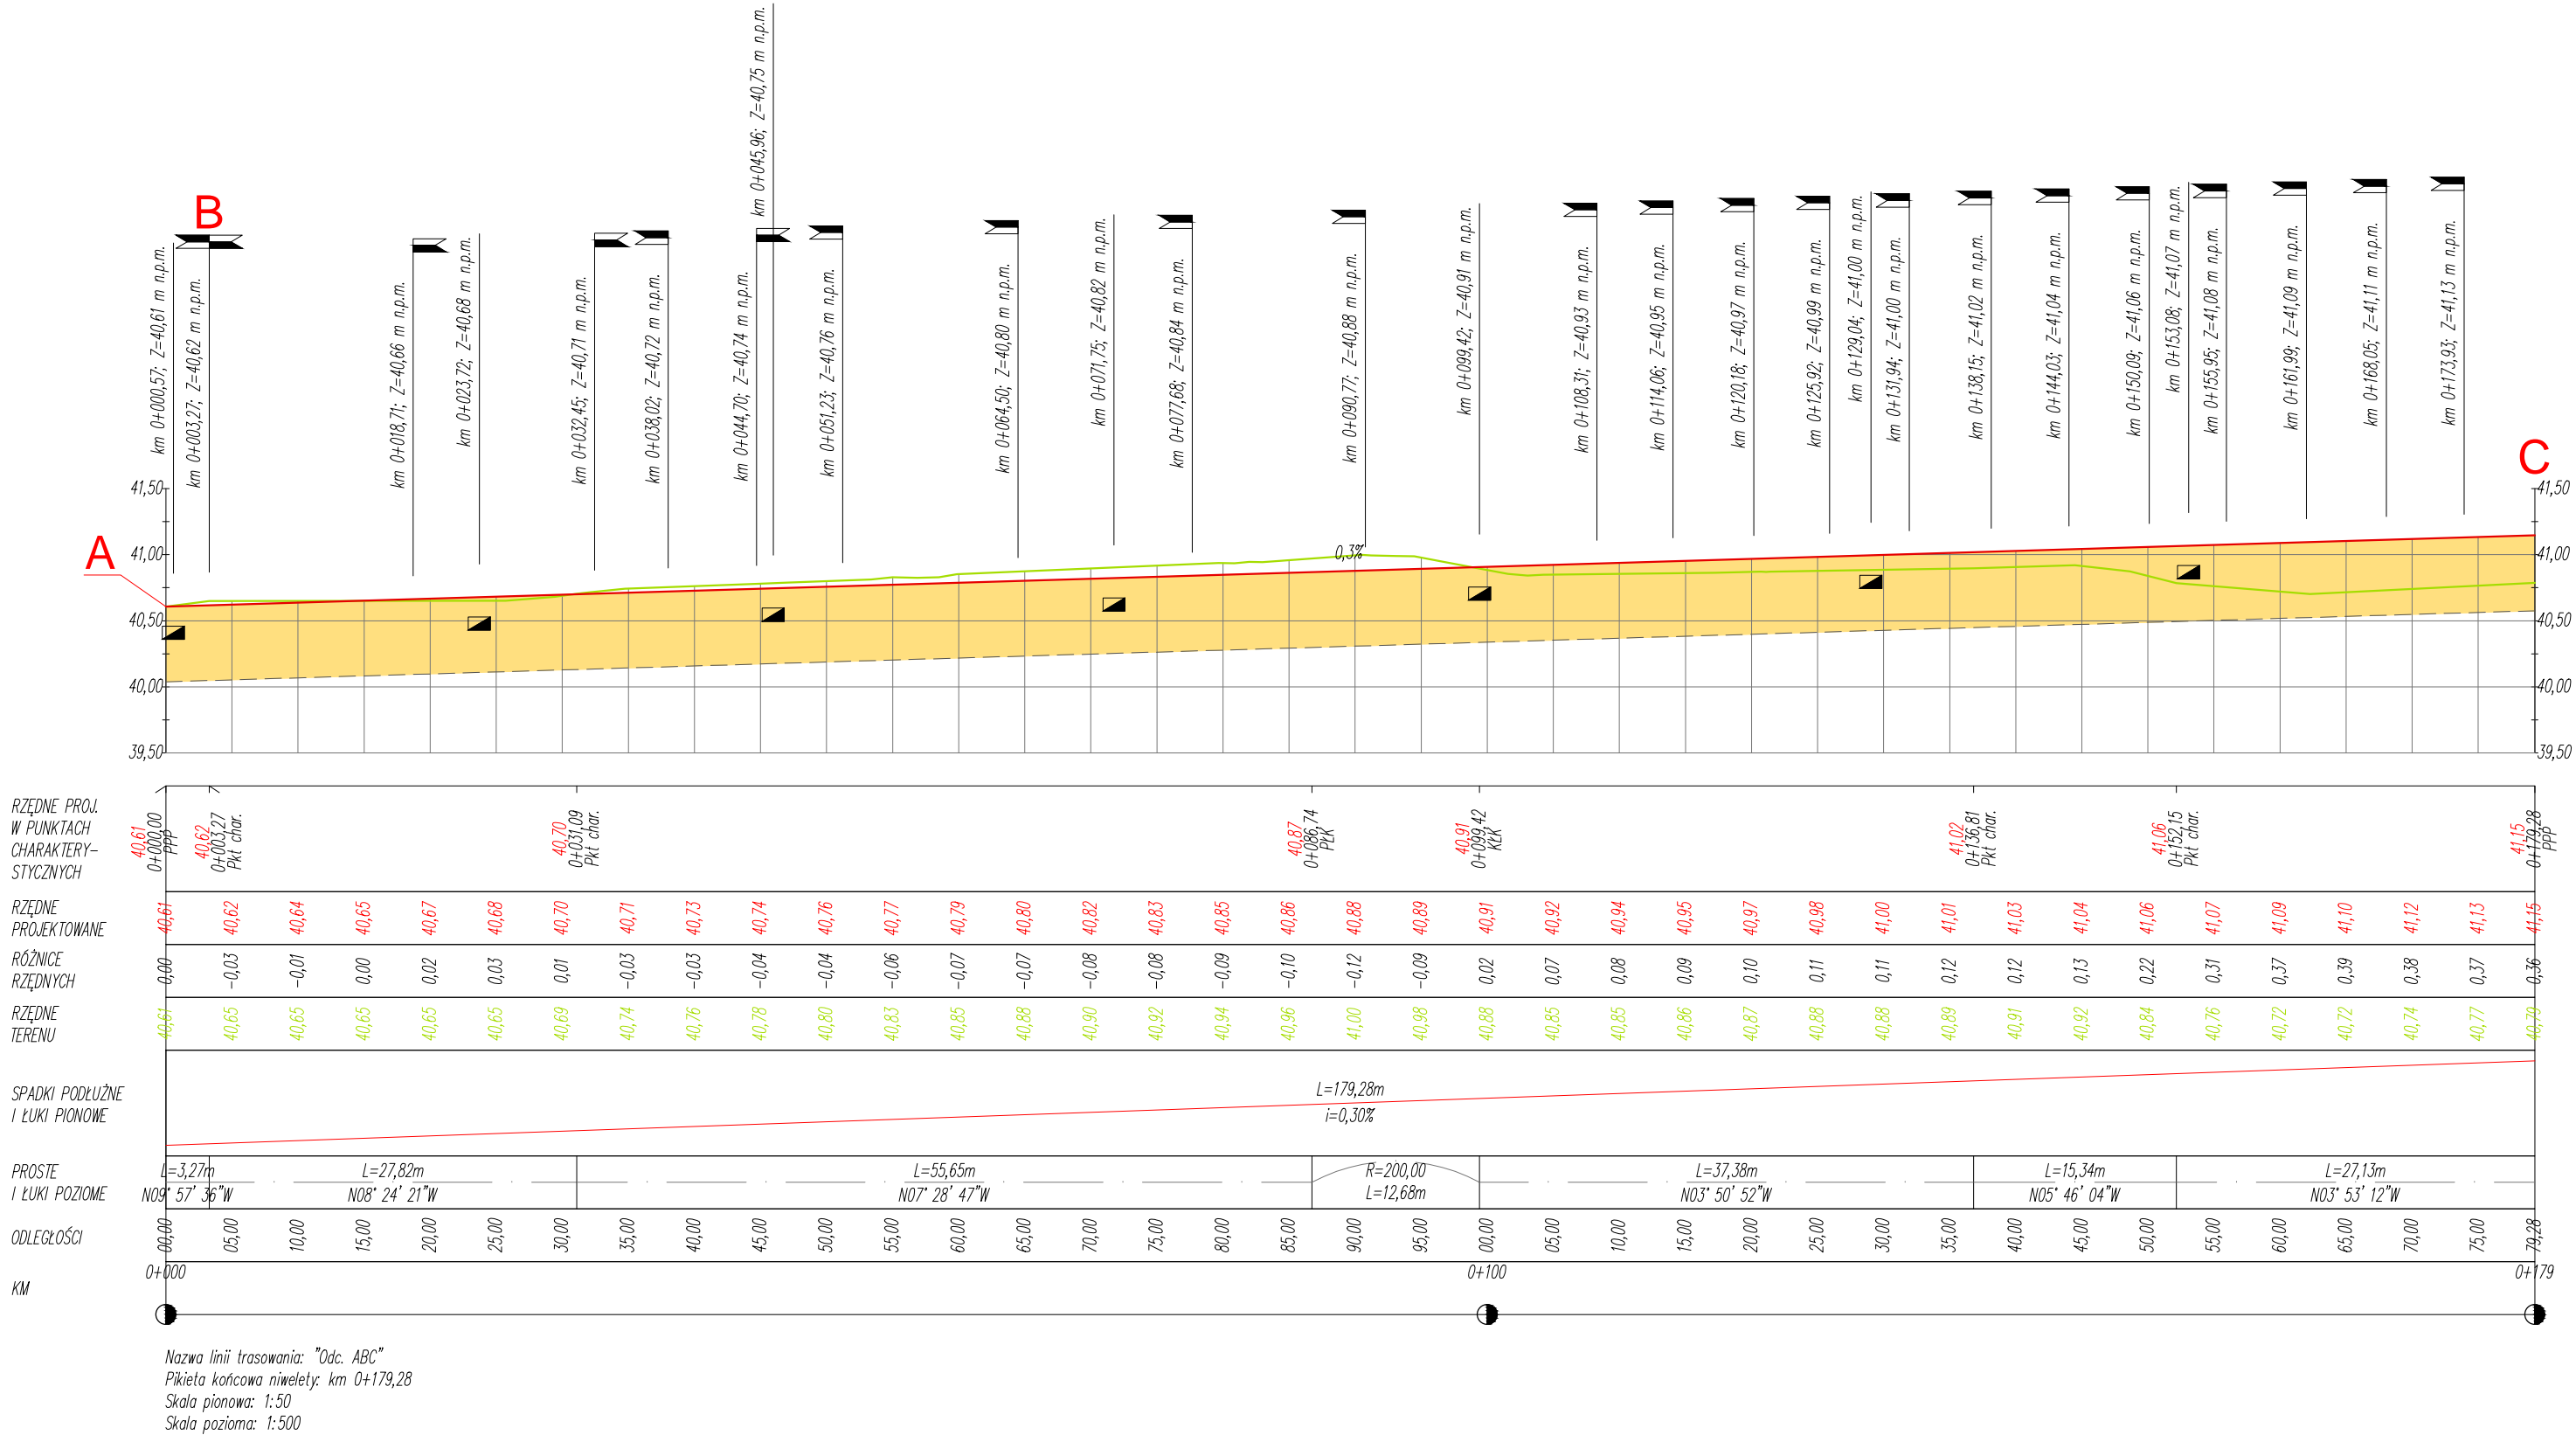 km 0+000,57; Z=40,61 m n.p.m.
km 0+003,27; Z=40,62 m n.p.m.
km 0+018,71; Z=40,66 m n.p.m.
km 0+023,72; Z=40,68 m n.p.m.
km 0+032,45; Z=40,71 m n.p.m.
km 0+038,02; Z=40,72 m n.p.m.
km 0+044,70; Z=40,74 m n.p.m.
km 0+045,96; Z=40,75 m n.p.m.
km 0+051,23; Z=40,76 m n.p.m.
km 0+064,50; Z=40,80 m n.p.m.
km 0+071,75; Z=40,82 m n.p.m.
km 0+077,68; Z=40,84 m n.p.m.
km 0+090,77; Z=40,88 m n.p.m.
km 0+099,42; Z=40,91 m n.p.m.
km 0+108,31; Z=40,93 m n.p.m.
km 0+114,06; Z=40,95 m n.p.m.
km 0+120,18; Z=40,97 m n.p.m.
km 0+125,92; Z=40,99 m n.p.m.
km 0+129,04; Z=41,00 m n.p.m.
km 0+131,94; Z=41,00 m n.p.m.
km 0+138,15; Z=41,02 m n.p.m.
km 0+144,03; Z=41,04 m n.p.m.
km 0+150,09; Z=41,06 m n.p.m.
km 0+153,08; Z=41,07 m n.p.m.
km 0+155,95; Z=41,08 m n.p.m.
km 0+161,99; Z=41,09 m n.p.m.
km 0+168,05; Z=41,11 m n.p.m.
km 0+173,93; Z=41,13 m n.p.m.
B
C
A
41,50 41,50
41,00 0,3% 41,00
40,50 40,50
40,00 40,00
39,50 39,50
RZĘDNE PROJ.
W PUNKTACH
CHARAKTERY-
STYCZNYCH
40,61
0+000,00
PPP
40,62
0+003,27
Pkt char.
40,70
0+031,09
Pkt char.
40,87
0+086,74
PŁK
40,91
0+099,42
KŁK
41,02
0+136,81
Pkt char.
41,06
0+152,15
Pkt char.
41,15
0+179,28
PPP
RZĘDNE
PROJEKTOWANE
40,61 40,62 40,64 40,65 40,67 40,68 40,70 40,71 40,73 40,74 40,76 40,77 40,79 40,80 40,82 40,83 40,85 40,86 40,88 40,89 40,91 40,92 40,94 40,95 40,97 40,98 41,00 41,01 41,03 41,04 41,06 41,07 41,09 41,10 41,12 41,13 41,15
RÓŻNICE
RZĘDNYCH
0,00 -0,03 -0,01 0,00 0,02 0,03 0,01 -0,03 -0,03 -0,04 -0,04 -0,06 -0,07 -0,07 -0,08 -0,08 -0,09 -0,10 -0,12 -0,09 0,02 0,07 0,08 0,09 0,10 0,11 0,11 0,12 0,12 0,13 0,22 0,31 0,37 0,39 0,38 0,37 0,36
RZĘDNE
TERENU
40,61 40,65 40,65 40,65 40,65 40,65 40,69 40,74 40,76 40,78 40,80 40,83 40,85 40,88 40,90 40,92 40,94 40,96 41,00 40,98 40,88 40,85 40,85 40,86 40,87 40,88 40,88 40,89 40,91 40,92 40,84 40,76 40,72 40,72 40,74 40,77 40,79
SPADKI PODŁUŻNE
I ŁUKI PIONOWE
L=179,28m
i=0,30%
PROSTE
I ŁUKI POZIOME
L=3,27m L=27,82m L=55,65m R=200,00 L=37,38m L=15,34m L=27,13m
N09° 57' 36"W N08° 24' 21"W N07° 28' 47"W L=12,68m N03° 50' 52"W N05° 46' 04"W N03° 53' 12"W
ODLEGŁOŚCI
00,00 05,00 10,00 15,00 20,00 25,00 30,00 35,00 40,00 45,00 50,00 55,00 60,00 65,00 70,00 75,00 80,00 85,00 90,00 95,00 00,00 05,00 10,00 15,00 20,00 25,00 30,00 35,00 40,00 45,00 50,00 55,00 60,00 65,00 70,00 75,00 79,28
KM
0+000 0+100 0+179
Nazwa linii trasowania: "Odc. ABC"
Pikieta końcowa niwelety: km 0+179,28
Skala pionowa: 1:50
Skala pozioma: 1:500